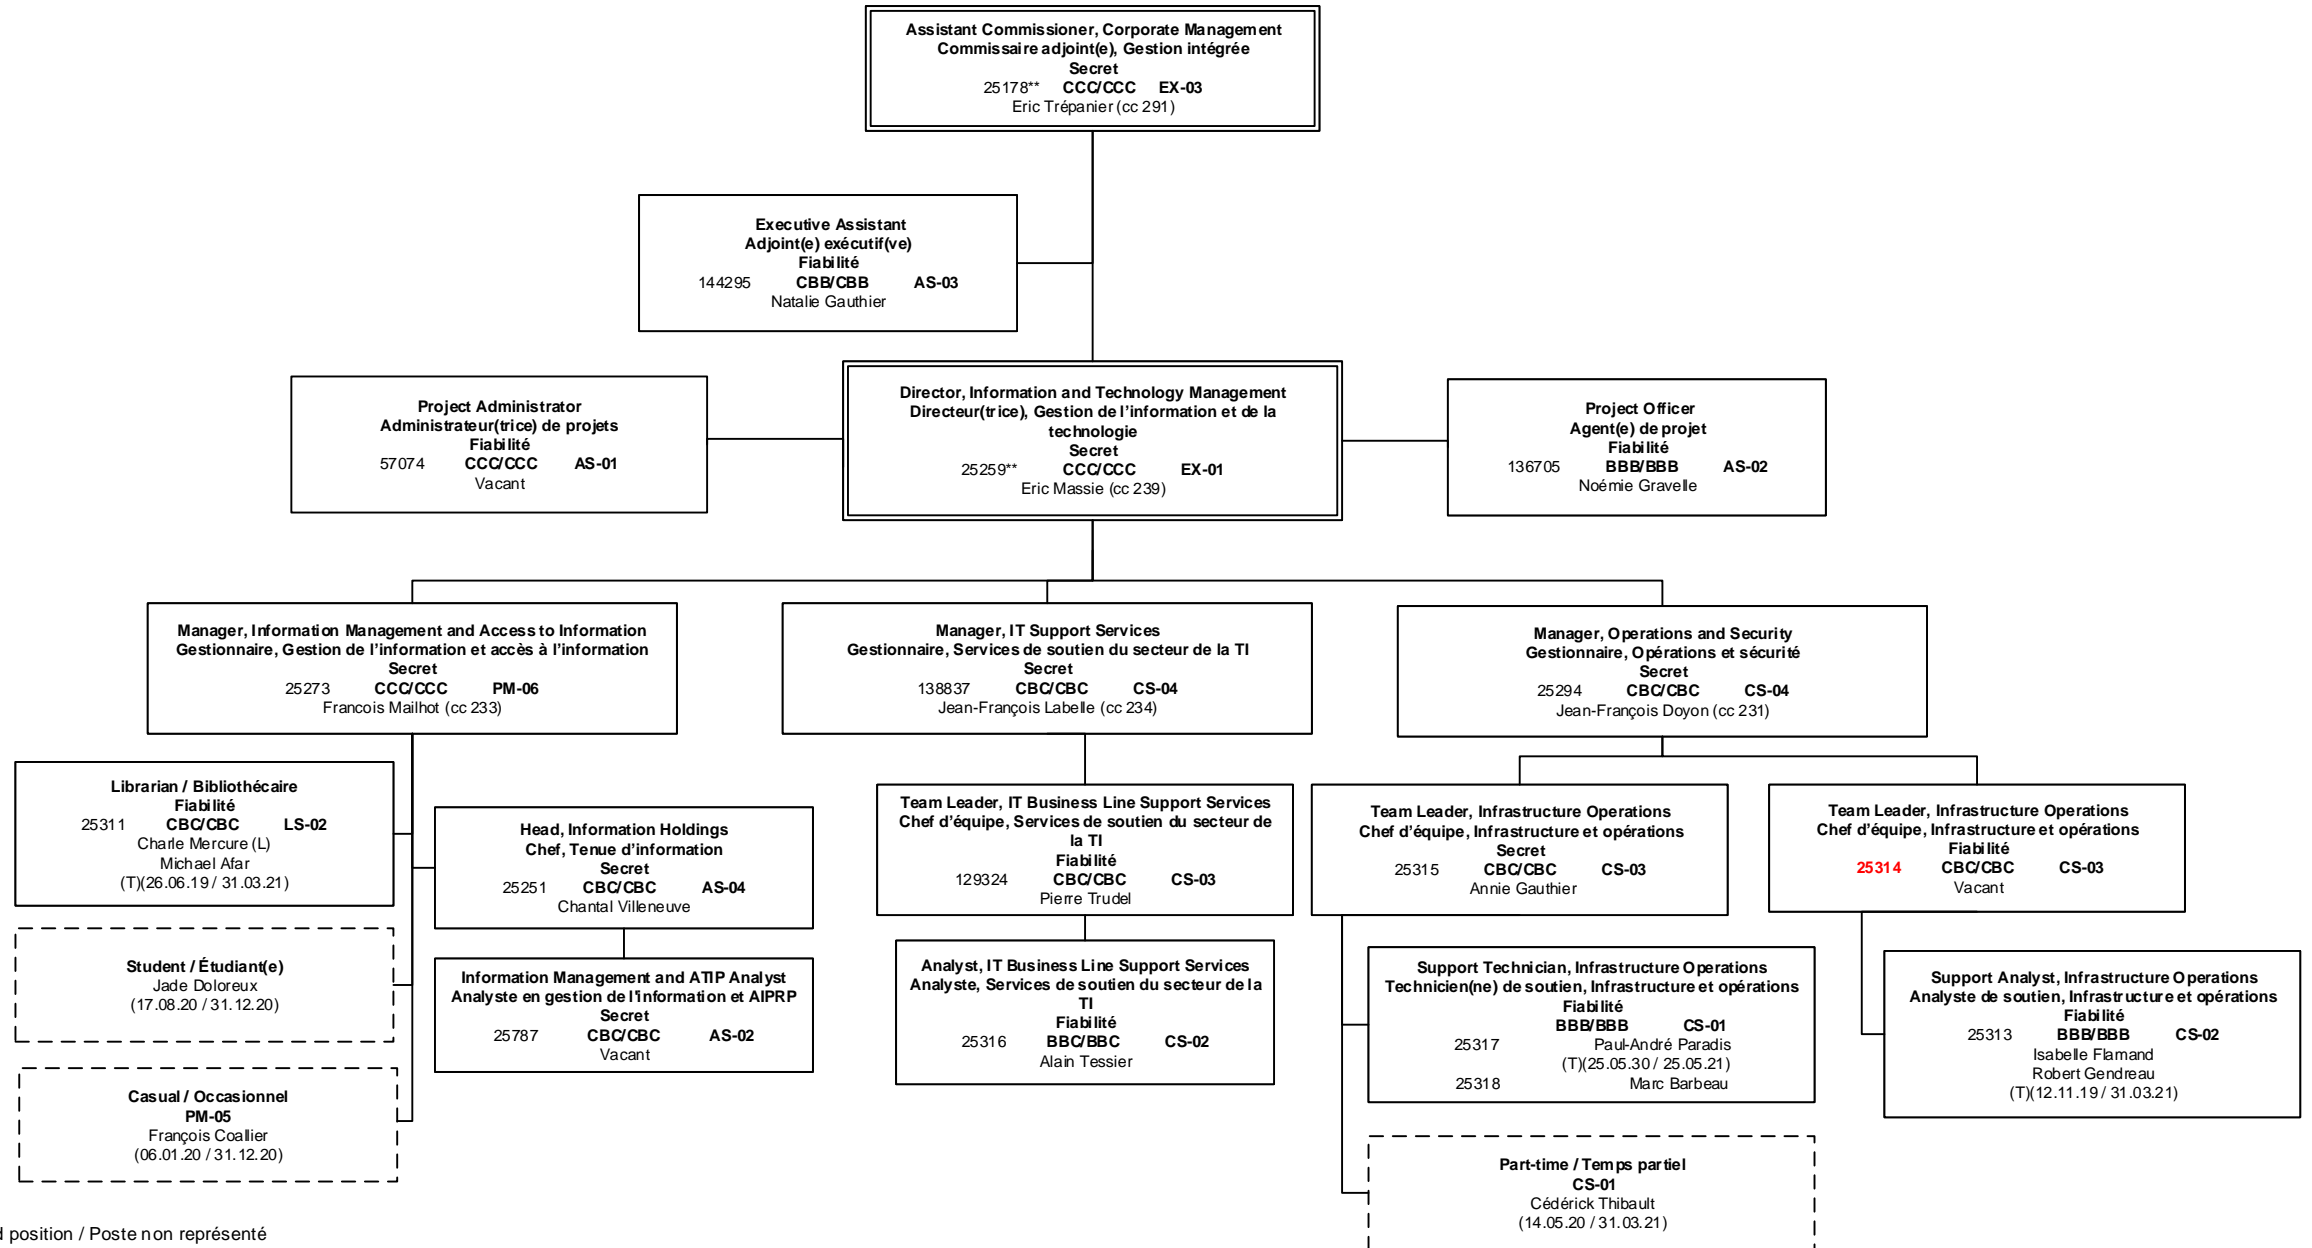 Assistant Commissioner, Corporate Management
Commissaire adjoint(e), Gestion intégrée
Secret
25178** CCC/CCC EX-03
Eric Trépanier (cc 291)
Executive Assistant
Adjoint(e) exécutif(ve)
Fiabilité
144295 CBB/CBB AS-03
Natalie Gauthier
Project Administrator
Administrateur(trice) de projets
Fiabilité
57074 CCC/CCC AS-01
Vacant
Director, Information and Technology Management
Directeur(trice), Gestion de l'information et de la
technologie
Secret
25259** CCC/CCC EX-01
Eric Massie (cc 239)
Project Officer
Agent(e) de projet
Fiabilité
136705 BBB/BBB AS-02
Noémie Gravelle
Manager, Information Management and Access to Information
Gestionnaire, Gestion de l'information et accès à l'information
Secret
25273 CCC/CCC PM-06
Francois Mailhot (cc 233)
Manager, IT Support Services
Gestionnaire, Services de soutien du secteur de la TI
Secret
138837 CBC/CBC CS-04
Jean-François Labelle (cc 234)
Manager, Operations and Security
Gestionnaire, Opérations et sécurité
Secret
25294 CBC/CBC CS-04
Jean-François Doyon (cc 231)
Librarian / Bibliothécaire
Fiabilité
25311 CBC/CBC LS-02
Charle Mercure (L)
Michael Afar
(T)(26.06.19 / 31.03.21)
Head, Information Holdings
Chef, Tenue d'information
Secret
25251 CBC/CBC AS-04
Chantal Villeneuve
Student / Étudiant(e)
Jade Doloreux
(17.08.20 / 31.12.20)
Information Management and ATIP Analyst
Analyste en gestion de l'information et AIPRP
Secret
25787 CBC/CBC AS-02
Vacant
Casual / Occasionnel
PM-05
François Coallier
(06.01.20 / 31.12.20)
Team Leader, IT Business Line Support Services
Chef d'équipe, Services de soutien du secteur de
la TI
Fiabilité
129324 CBC/CBC CS-03
Pierre Trudel
Analyst, IT Business Line Support Services
Analyste, Services de soutien du secteur de la
TI
Fiabilité
25316 BBC/BBC CS-02
Alain Tessier
Team Leader, Infrastructure Operations
Chef d'équipe, Infrastructure et opérations
Secret
25315 CBC/CBC CS-03
Annie Gauthier
Team Leader, Infrastructure Operations
Chef d'équipe, Infrastructure et opérations
Fiabilité
25314 CBC/CBC CS-03
Vacant
Support Technician, Infrastructure Operations
Technicien(ne) de soutien, Infrastructure et opérations
Fiabilité
BBB/BBB CS-01
25317 Paul-André Paradis
(T)(25.05.30 / 25.05.21)
25318 Marc Barbeau
Support Analyst, Infrastructure Operations
Analyste de soutien, Infrastructure et opérations
Fiabilité
25313 BBB/BBB CS-02
Isabelle Flamand
Robert Gendreau
(T)(12.11.19 / 31.03.21)
Part-time / Temps partiel
CS-01
Cédérick Thibault
(14.05.20 / 31.03.21)
d position / Poste non représenté